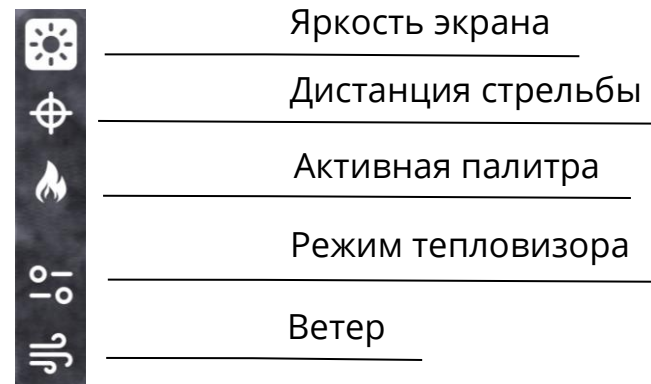 Яркость экрана
Дистанция стрельбы
Активная палитра
Режим тепловизора
Ветер